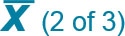 x̅ (2 of 3)